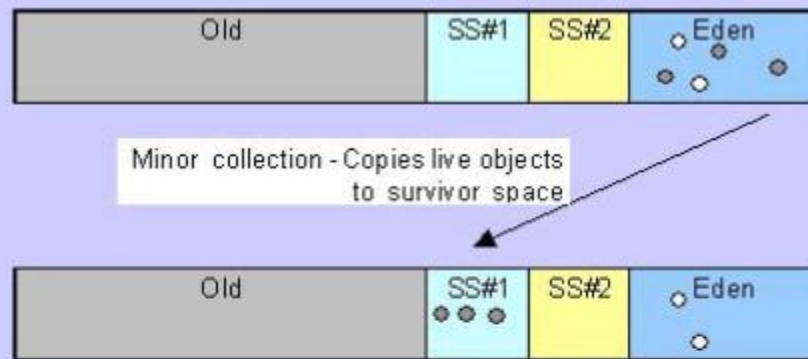 Old SS#1 SS#2 Eden
Minor collection - Copies live objects
to survivor space
Old SS#1 SS#2 Eden